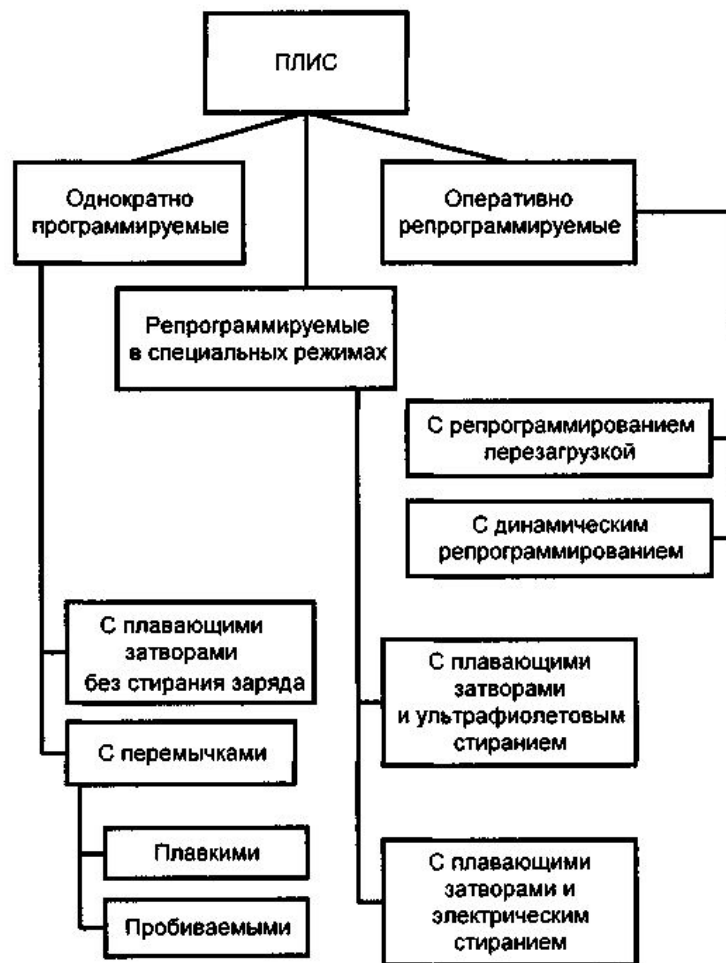 ПЛИС
Однократно
программируемые
Оперативно
репрограммируемые
Репрограммируемые
в специальных режимах
С репрограммированием
перезагрузкой
С динамическим
репрограммированием
С плавающими
затворами
без стирания заряда
С перемычками
Плавкими
Пробиваемыми
С плавающими
затворами
и ультрафиолетовым
стиранием
С плавающими
затворами и
электрическим
стиранием